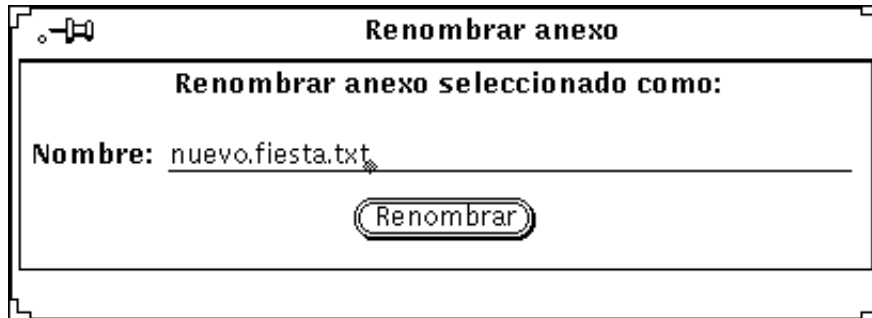 Renombrar anexo
Renombrar anexo seleccionado como:
Nombre: nuevo.fiesta.txt
Renombrar